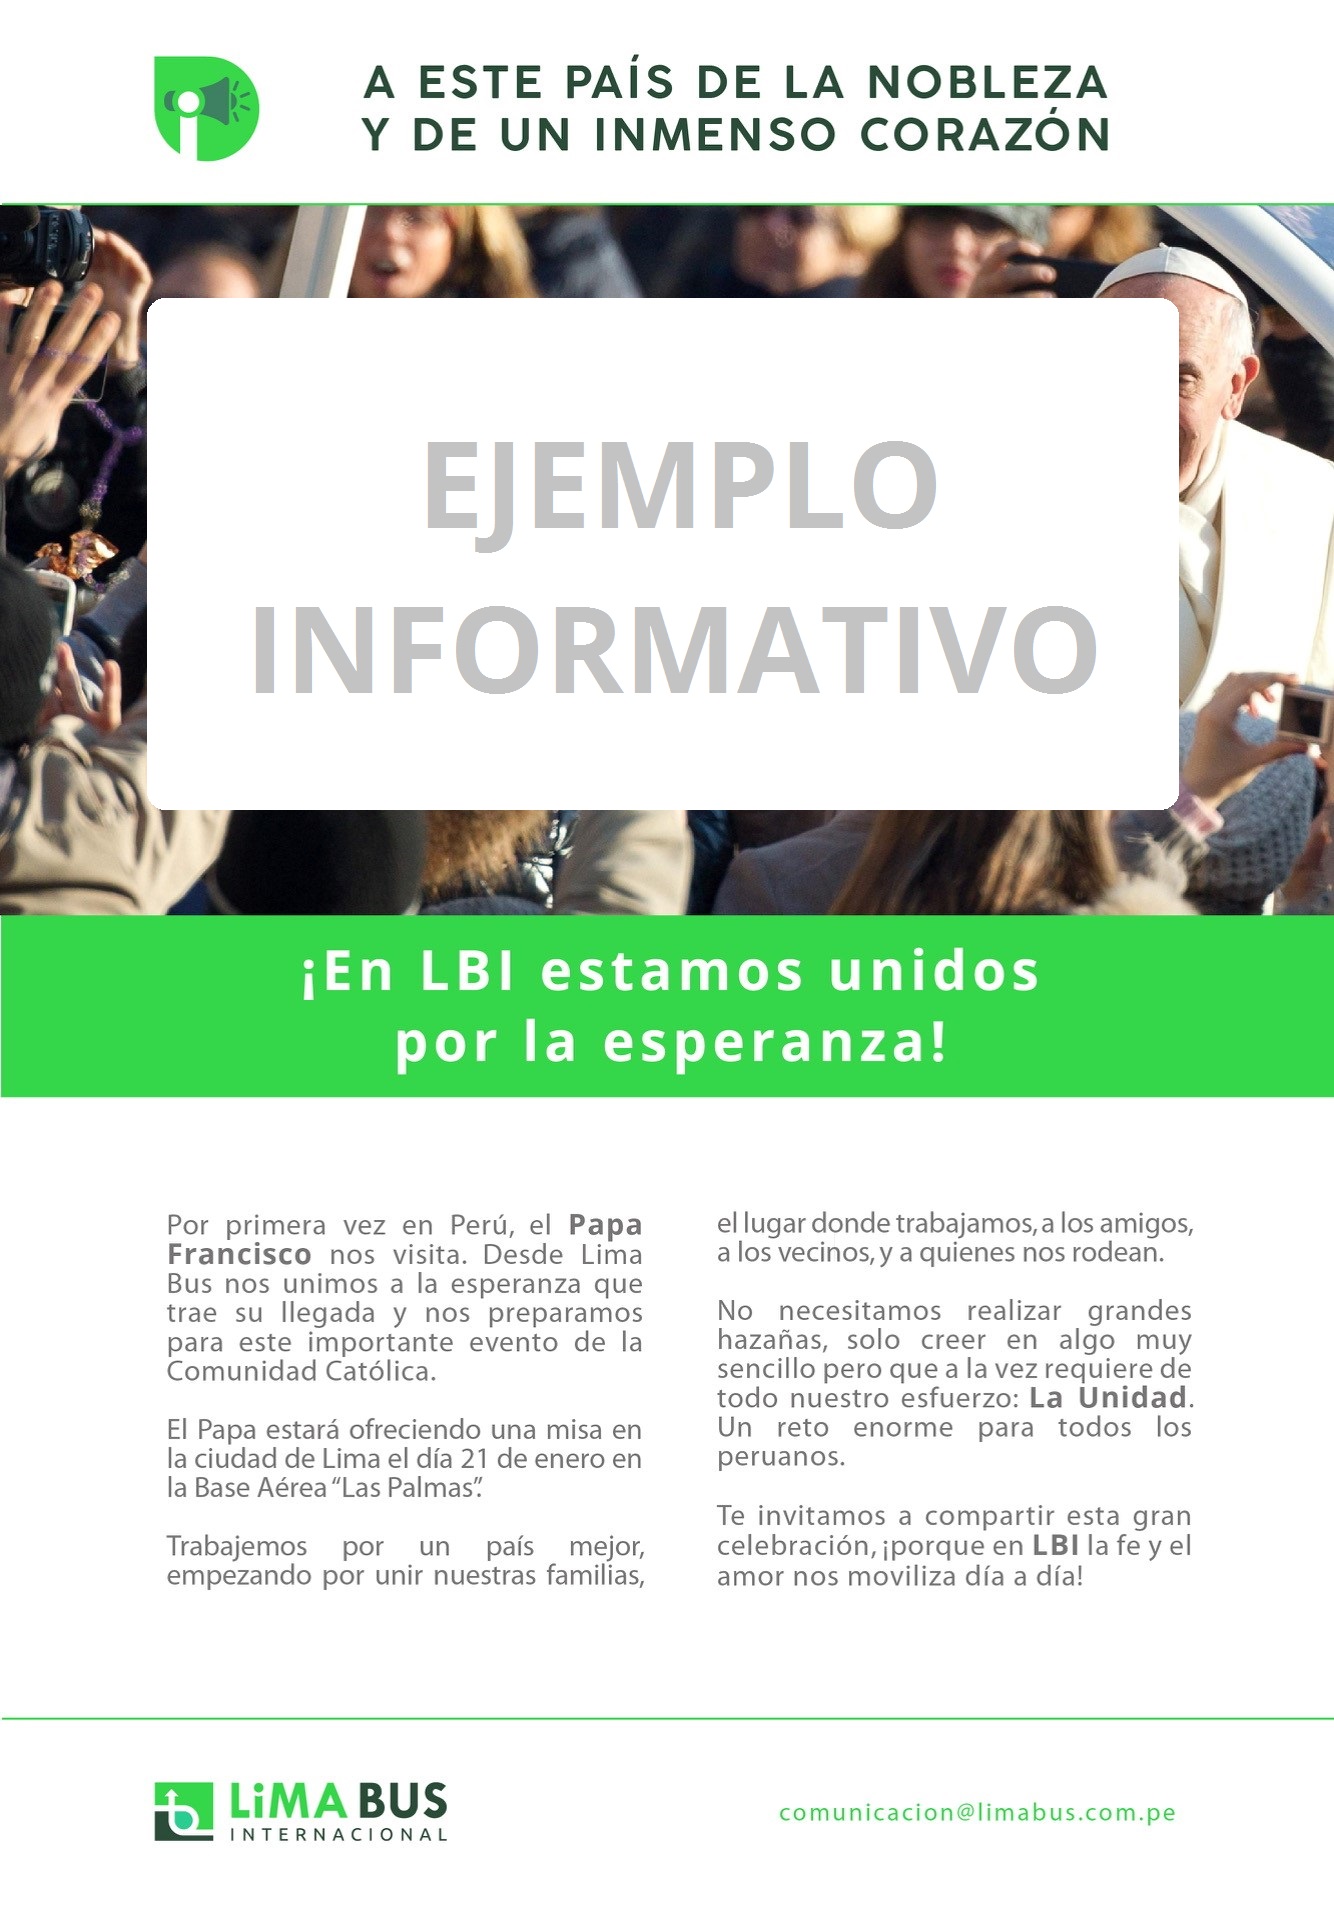 A ESTE PAÍS DE LA NOBLEZA
Y DE UN INMENSO CORAZÓN
EJEMPLO
INFORMATIVO
¡En LBI estamos unidos
por la esperanza!
Por primera vez en Perú, el Papa
Francisco nos visita. Desde Lima
Bus nos unimos a la esperanza que
trae su llegada y nos preparamos
para este importante evento de la
Comunidad Católica.
El Papa estará ofreciendo una misa en
la ciudad de Lima el día 21 de enero en
la Base Aérea “Las Palmas”.
Trabajemos por un país mejor,
empezando por unir nuestras familias,
el lugar donde trabajamos, a los amigos,
a los vecinos, y a quienes nos rodean.
No necesitamos realizar grandes
hazañas, solo creer en algo muy
sencillo pero que a la vez requiere de
todo nuestro esfuerzo: La Unidad.
Un reto enorme para todos los
peruanos.
Te invitamos a compartir esta gran
celebración, ¡porque en LBI la fe y el
amor nos moviliza día a día!
LiMA BUS
INTERNACIONAL
comunicacion@limabus.com.pe